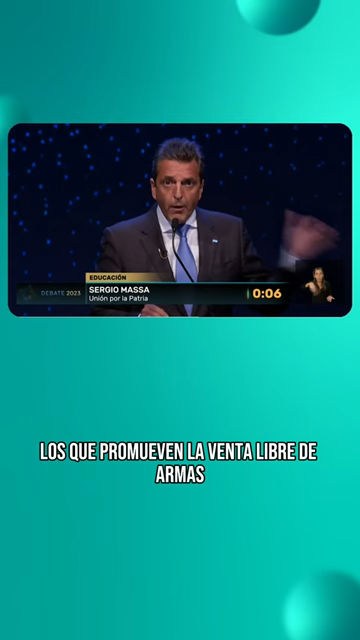 EDUCACIÓN
DEBATE 2023
SERGIO MASSA
Unión por la Patria
0:06
LOS QUE PROMUEVEN LA VENTA LIBRE DE
ARMAS